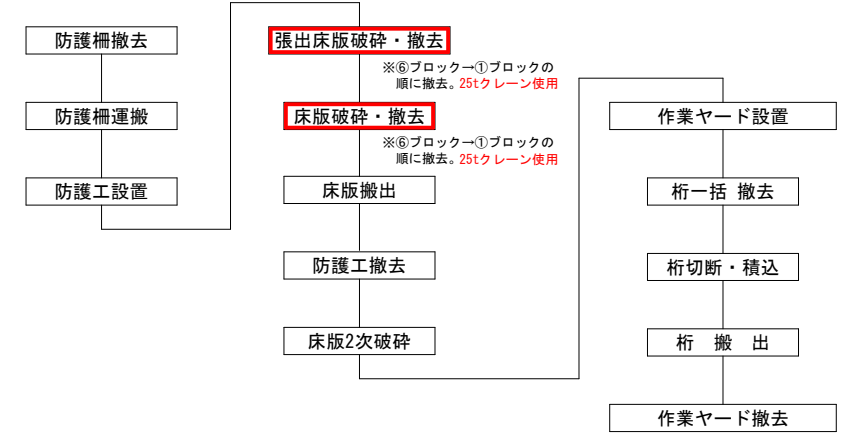 防護柵撤去
防護柵運搬
防護工設置
張出床版破砕・撤去
※⑥ブロック→①ブロックの
順に撤去。25tクレーン使用
床版破砕・撤去
※⑥ブロック→①ブロックの
順に撤去。25tクレーン使用
床版搬出
防護工撤去
床版2次破砕
作業ヤード設置
桁一括 撤去
桁切断・積込
桁 搬 出
作業ヤード撤去